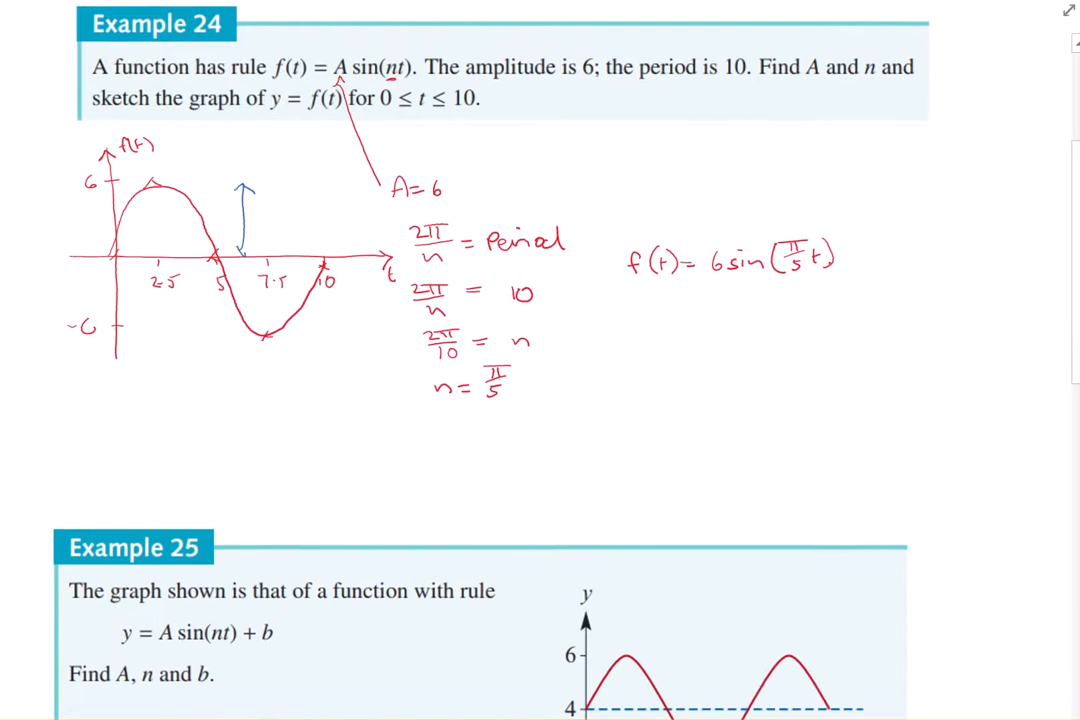 Example 24
A function has rule f(t) = A sin(nt). The amplitude is 6; the period is 10. Find A and n and
sketch the graph of y = f(t) for 0 ≤ t ≤ 10.
f(t)
6
2.5
5
7.5
10
t
-6
A = 6
2π/n = Period
2π/n = 10
2π/10 = n
n = π/5
f(t) = 6 sin(π/5 t)
Example 25
The graph shown is that of a function with rule
y = A sin(nt) + b
Find A, n and b.
y
6
4